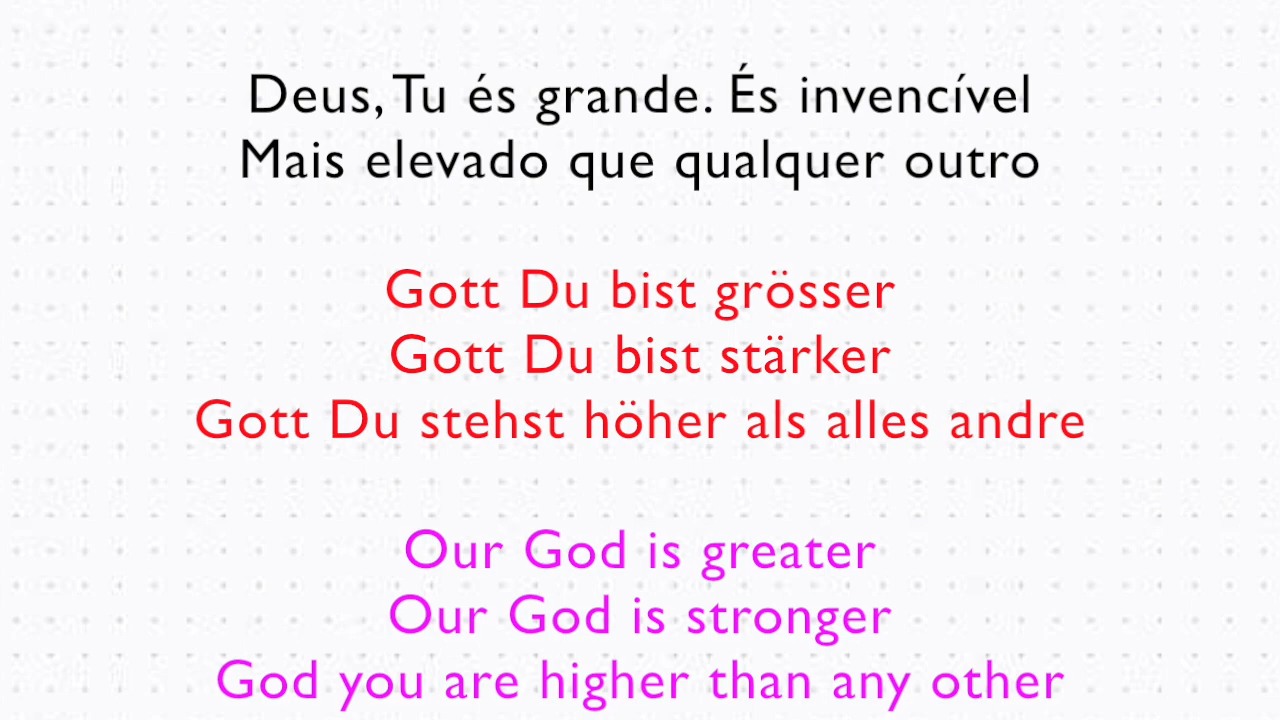 Deus, Tu és grande. És invencível
Mais elevado que qualquer outro
Gott Du bist grösser
Gott Du bist stärker
Gott Du stehst höher als alles andre
Our God is greater
Our God is stronger
God you are higher than any other